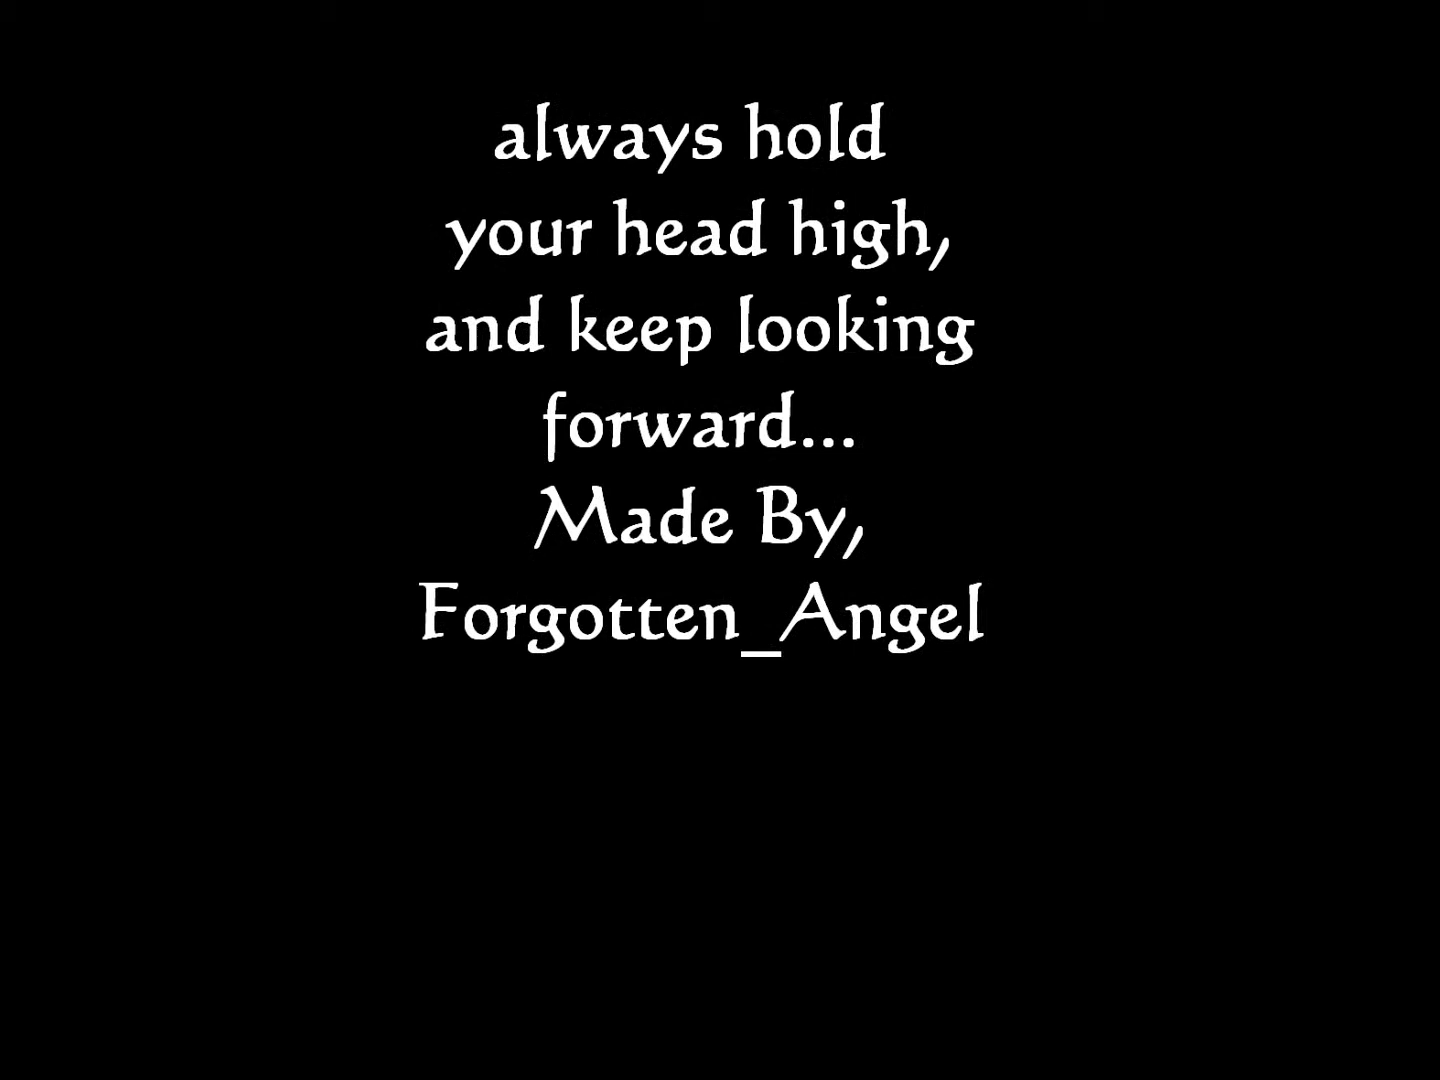 always hold
your head high,
and keep looking
forward...
Made By,
Forgotten_Angel